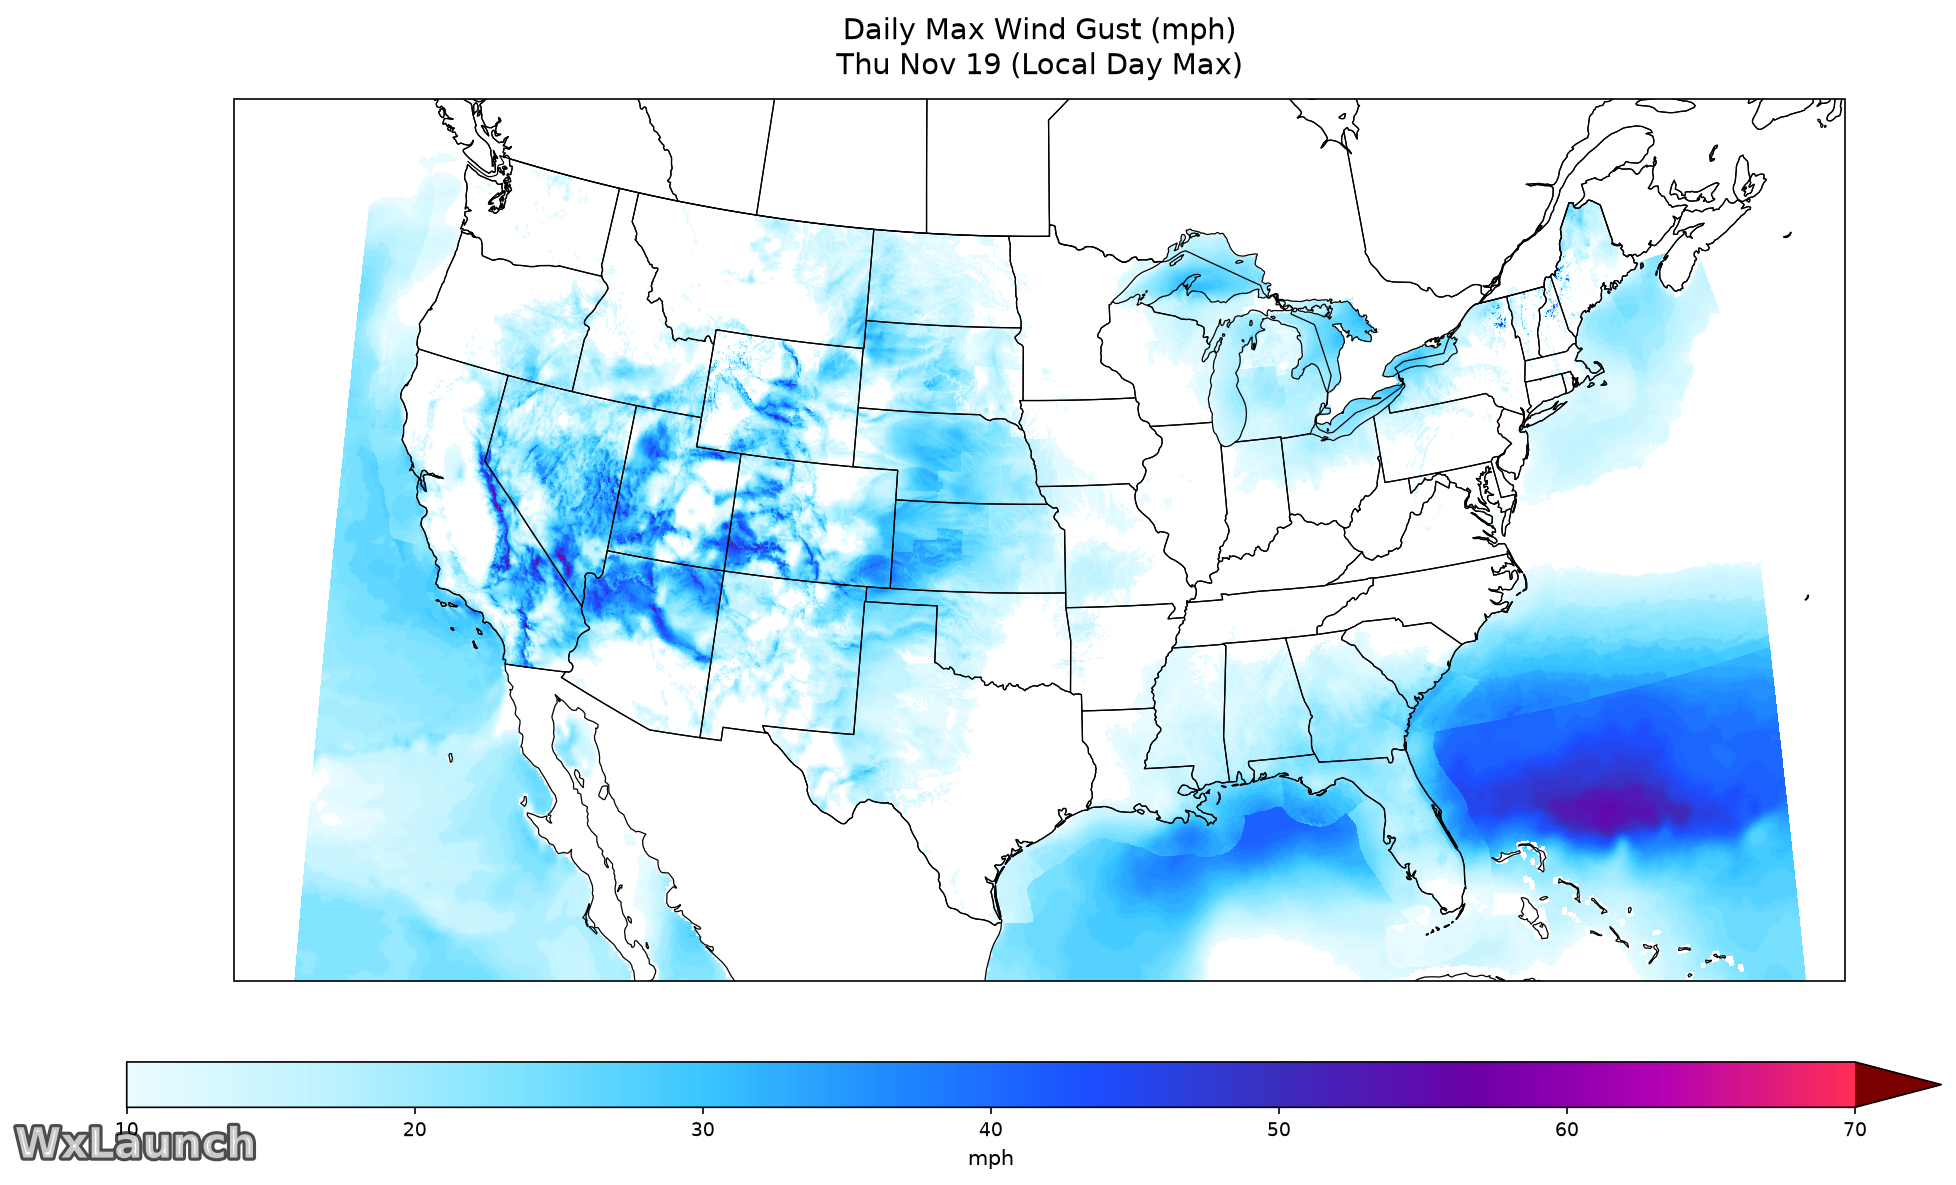 Daily Max Wind Gust (mph)
Thu Nov 19 (Local Day Max)
10 20 30 40 50 60 70
mph
WxLaunch